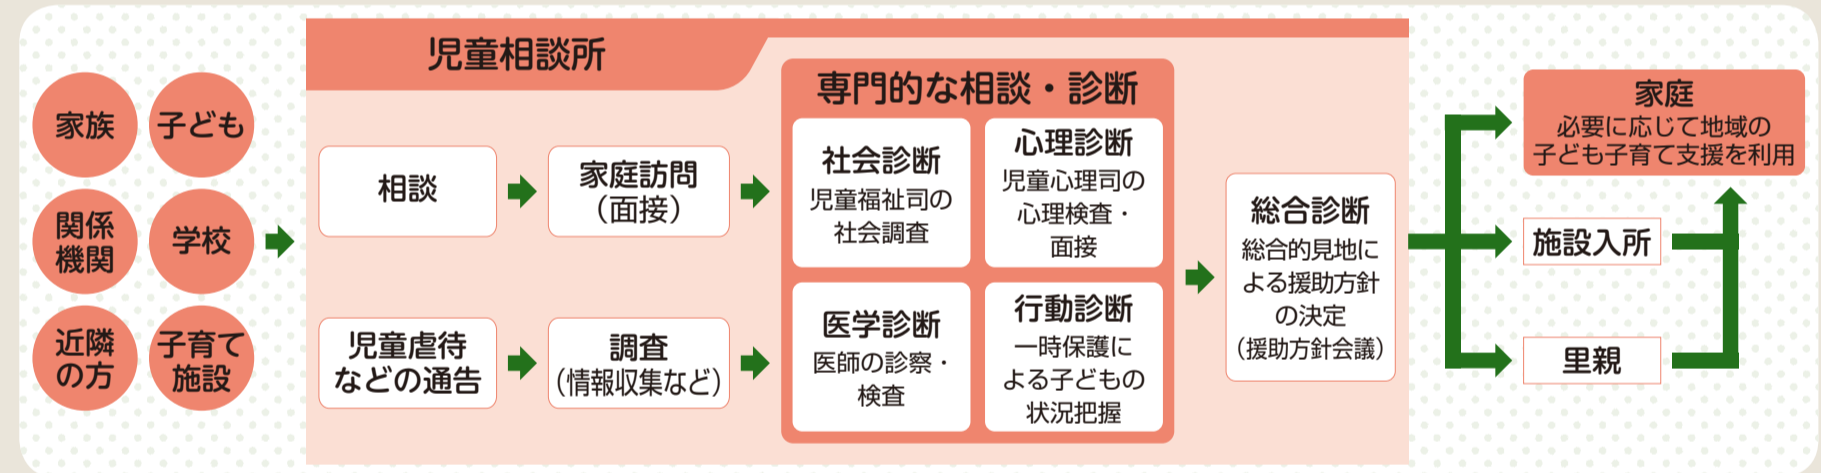 家族
子ども
関係
機関
学校
近隣
の方
子育て
施設
児童相談所
相談
家庭訪問
（面接）
児童虐待
などの通告
調査
（情報収集など）
専門的な相談・診断
社会診断
児童福祉司の
社会調査
心理診断
児童心理司の
心理検査・
面接
医学診断
医師の診察・
検査
行動診断
一時保護に
よる子どもの
状況把握
総合診断
総合的見地に
よる援助方針
の決定
（援助方針会議）
家庭
必要に応じて地域の
子ども子育て支援を利用
施設入所
里親